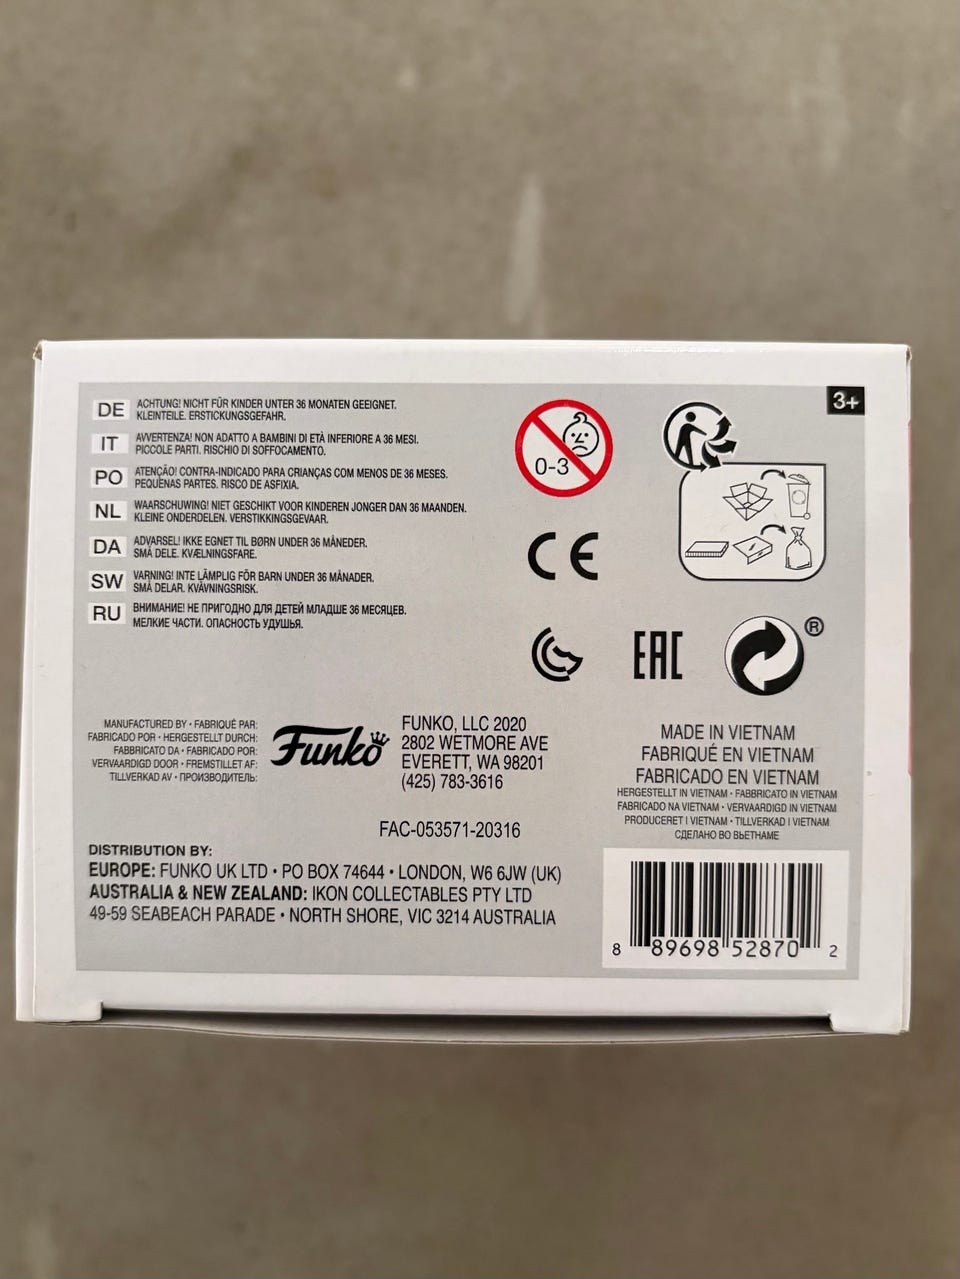 3+
DE
ACHTUNG! NICHT FÜR KINDER UNTER 36 MONATEN GEEIGNET.
KLEINTEILE. ERSTICKUNGSGEFAHR.
IT
AVVERTENZA! NON ADATTO A BAMBINI DI ETÀ INFERIORE A 36 MESI.
PICCOLE PARTI. RISCHIO DI SOFFOCAMENTO.
PO
ATENÇÃO! CONTRA-INDICADO PARA CRIANÇAS COM MENOS DE 36 MESES.
PEQUENAS PARTES. RISCO DE ASFIXIA.
NL
WAARSCHUWING! NIET GESCHIKT VOOR KINDEREN JONGER DAN 36 MAANDEN.
KLEINE ONDERDELEN. VERSTIKKINGSGEVAAR.
DA
ADVARSEL! IKKE EGNET TIL BØRN UNDER 36 MÅNEDER.
SMÅ DELE. KVÆLNINGSFARE.
SW
VARNING! INTE LÄMPLIG FÖR BARN UNDER 36 MÅNADER.
SMÅ DELAR. KVÄVNINGSRISK.
RU
ВНИМАНИЕ! НЕ ПРИГОДНО ДЛЯ ДЕТЕЙ МЛАДШЕ 36 МЕСЯЦЕВ.
МЕЛКИЕ ЧАСТИ. ОПАСНОСТЬ УДУШЬЯ.
0-3
CE
EAC
®
MANUFACTURED BY • FABRIQUÉ PAR:
FABRICADO POR • HERGESTELLT DURCH:
FABBRICATO DA • FABRICADO POR:
VERVAARDIGD DOOR • FREMSTILLET AF:
TILLVERKAD AV • ПРОИЗВОДИТЕЛЬ:
Funko
FUNKO, LLC 2020
2802 WETMORE AVE
EVERETT, WA 98201
(425) 783-3616
FAC-053571-20316
MADE IN VIETNAM
FABRIQUÉ EN VIETNAM
FABRICADO EN VIETNAM
HERGESTELLT IN VIETNAM • FABBRICATO IN VIETNAM
FABRICADO NA VIETNAM • VERVAARDIGD IN VIETNAM
PRODUCERET I VIETNAM • TILLVERKAD I VIETNAM
СДЕЛАНО ВО ВЬЕТНАМЕ
DISTRIBUTION BY:
EUROPE: FUNKO UK LTD • PO BOX 74644 • LONDON, W6 6JW (UK)
AUSTRALIA & NEW ZEALAND: IKON COLLECTABLES PTY LTD
49-59 SEABEACH PARADE • NORTH SHORE, VIC 3214 AUSTRALIA
8 89698 52870 2